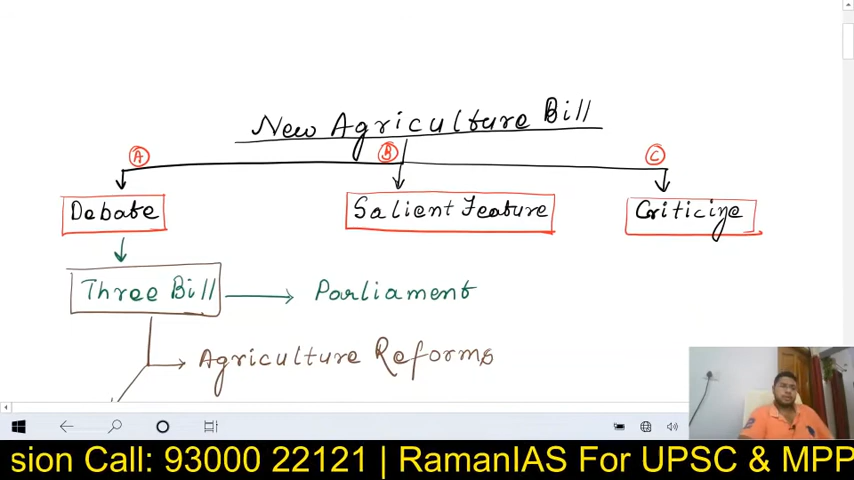 New Agriculture Bill
A B C
Debate Salient Feature Criticize
Three Bill Parliament
Agriculture Reforms
sion Call: 93000 22121 | RamanIAS For UPSC & MPP